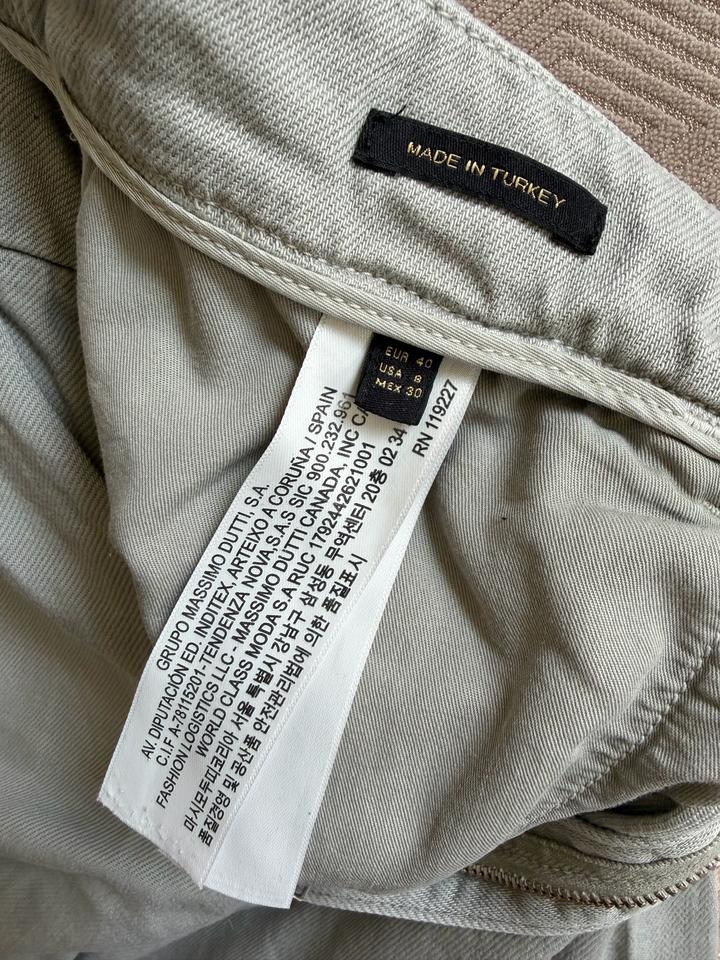 MADE IN TURKEY
EUR 40
USA 8
MEX 30
RN 119227
GRUPO MASSIMO DUTTI, S.A.
AV. DIPUTACIÓN ED. INDITEX, ARTEIXO A CORUÑA / SPAIN
C.I.F A-78115201-TENDENZA NOVA,S.A.S SIC 900.232.961
FASHION LOGISTICS LLC - MASSIMO DUTTI CANADA, INC
WORLD CLASS MODA S.A RUC 1792442621001
마시모두띠코리아 서울 특별시 강남구 삼성동 무역센터 20층 02 34
품질경영 및 공산품 안전관리법에 의한 품질표시